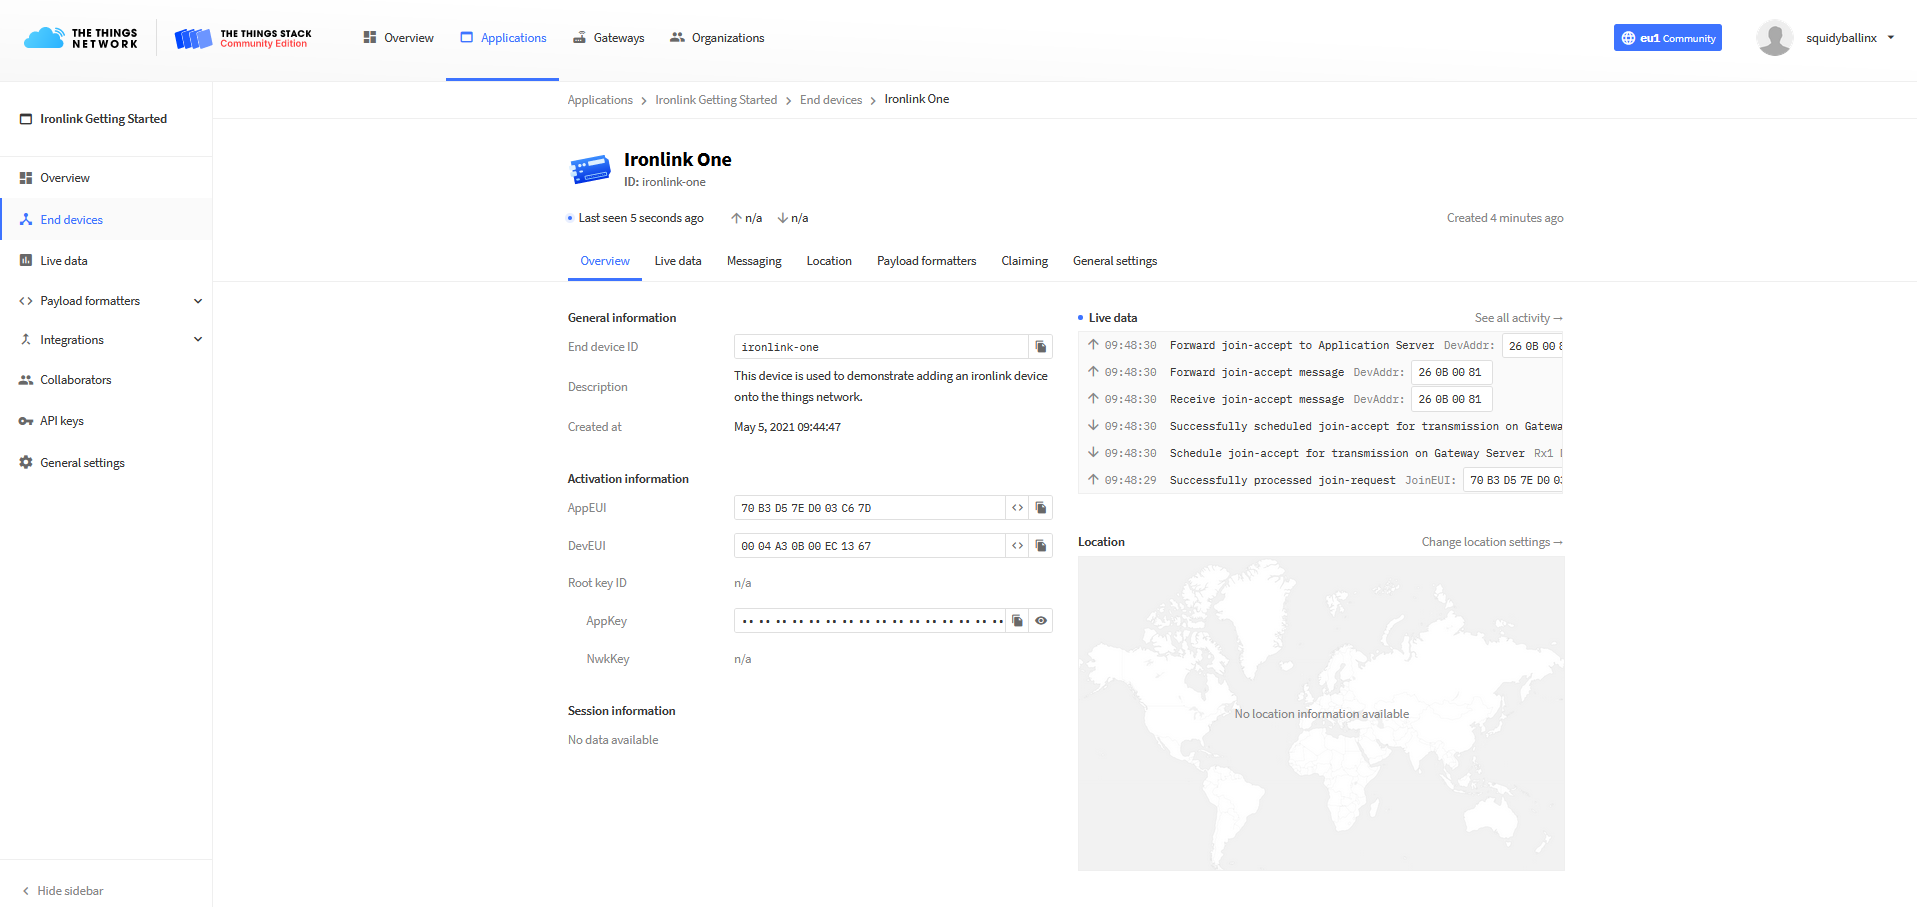 THE THINGS NETWORK
THE THINGS STACK
Community Edition
Overview
Applications
Gateways
Organizations
eu1 Community
squidyballinx
Ironlink Getting Started
Overview
End devices
Live data
Payload formatters
Integrations
Collaborators
API keys
General settings
Hide sidebar
Applications > Ironlink Getting Started > End devices > Ironlink One
Ironlink One
ID: ironlink-one
Last seen 5 seconds ago ↑ n/a ↓ n/a
Created 4 minutes ago
Overview Live data Messaging Location Payload formatters Claiming General settings
General information
End device ID ironlink-one
Description This device is used to demonstrate adding an ironlink device
onto the things network.
Created at May 5, 2021 09:44:47
Activation information
AppEUI 70 B3 D5 7E D0 03 C6 7D
DevEUI 00 04 A3 0B 00 EC 13 67
Root key ID n/a
AppKey •• •• •• •• •• •• •• •• •• •• •• •• •• •• •• ••
NwkKey n/a
Session information
No data available
Live data See all activity →
↑ 09:48:30 Forward join-accept to Application Server DevAddr: 26 0B 00
↑ 09:48:30 Forward join-accept message DevAddr: 26 0B 00 81
↑ 09:48:30 Receive join-accept message DevAddr: 26 0B 00 81
↓ 09:48:30 Successfully scheduled join-accept for transmission on Gatewa
↓ 09:48:30 Schedule join-accept for transmission on Gateway Server Rx1
↑ 09:48:29 Successfully processed join-request JoinEUI: 70 B3 D5 7E D0
Location Change location settings →
No location information available